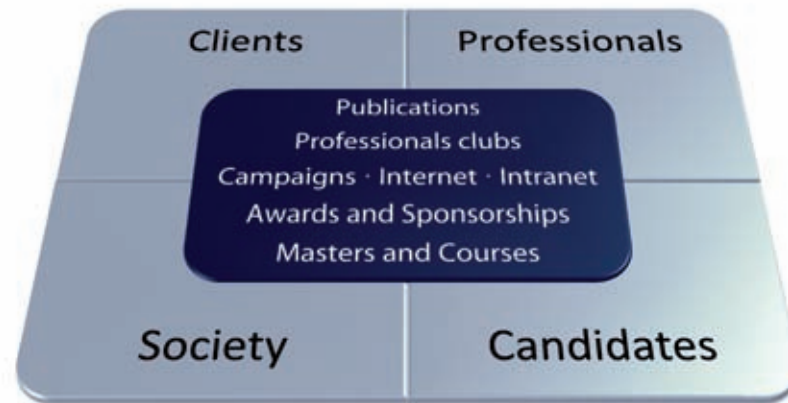 Clients
Professionals
Publications
Professionals clubs
Campaigns · Internet · Intranet
Awards and Sponsorships
Masters and Courses
Society
Candidates